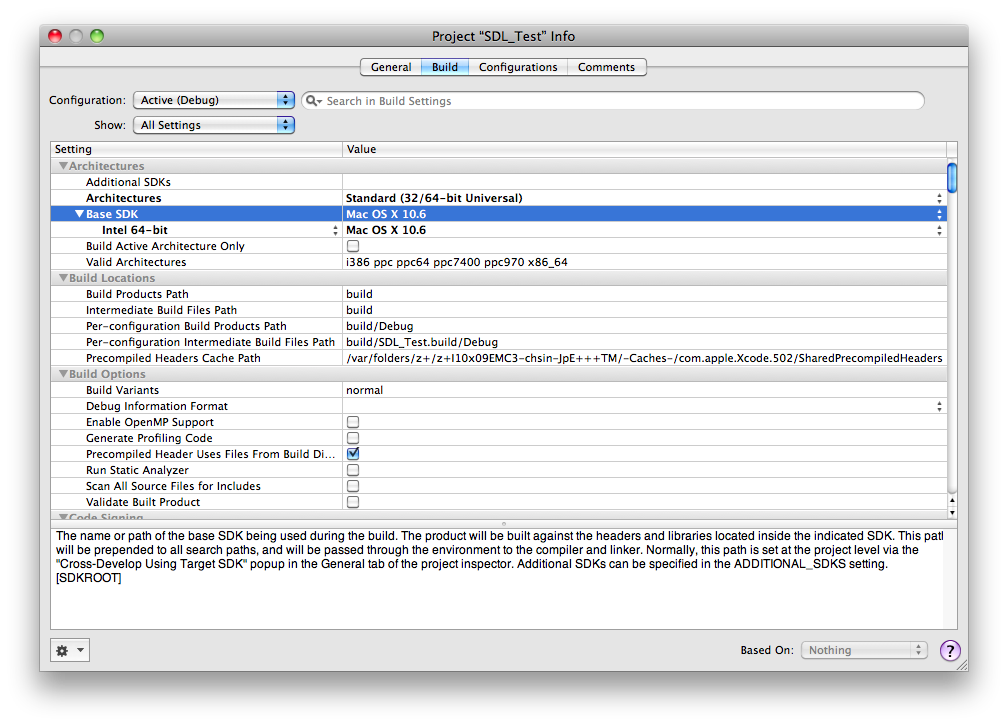 Project “SDL_Test” Info
General Build Configurations Comments
Configuration: Active (Debug) Search in Build Settings
Show: All Settings
Setting Value
Architectures
Additional SDKs
Architectures Standard (32/64-bit Universal)
Base SDK Mac OS X 10.6
Intel 64-bit Mac OS X 10.6
Build Active Architecture Only
Valid Architectures i386 ppc ppc64 ppc7400 ppc970 x86_64
Build Locations
Build Products Path build
Intermediate Build Files Path build
Per-configuration Build Products Path build/Debug
Per-configuration Intermediate Build Files Path build/SDL_Test.build/Debug
Precompiled Headers Cache Path /var/folders/z+/z+I10x09EMC3-chsin-JpE+++TM/-Caches-/com.apple.Xcode.502/SharedPrecompiledHeaders
Build Options
Build Variants normal
Debug Information Format
Enable OpenMP Support
Generate Profiling Code
Precompiled Header Uses Files From Build Di...
Run Static Analyzer
Scan All Source Files for Includes
Validate Built Product
Code Signing
The name or path of the base SDK being used during the build. The product will be built against the headers and libraries located inside the indicated SDK. This path
will be prepended to all search paths, and will be passed through the environment to the compiler and linker. Normally, this path is set at the project level via the
"Cross-Develop Using Target SDK" popup in the General tab of the project inspector. Additional SDKs can be specified in the ADDITIONAL_SDKS setting.
[SDKROOT]
Based On: Nothing ?